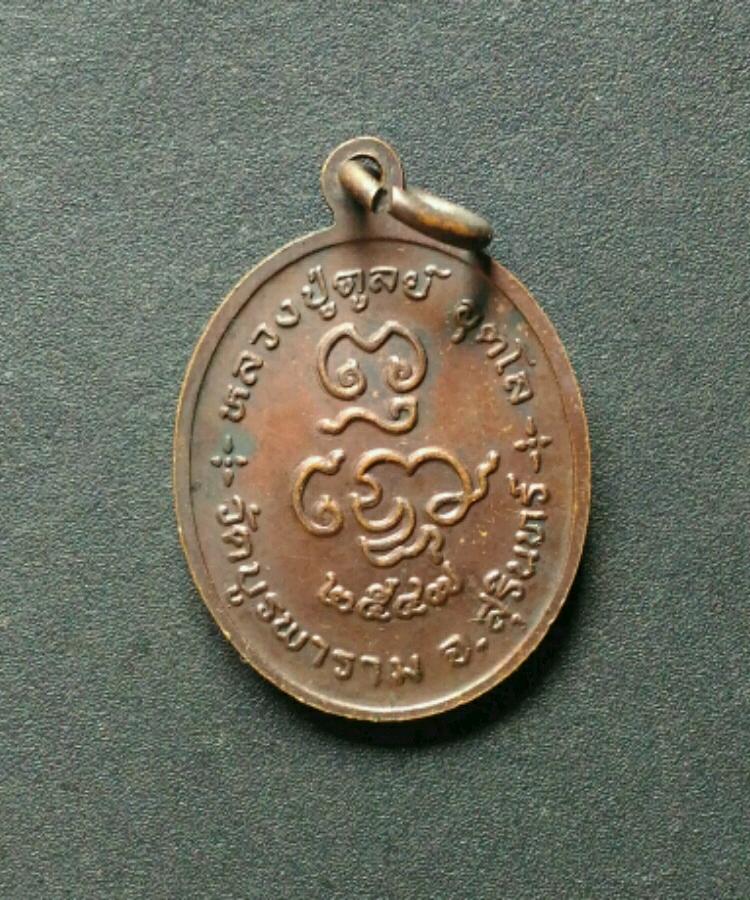 หลวงปู่ดูลย์ อตุโล
๒๕๔๗
วัดบูรพาราม จ.สุรินทร์